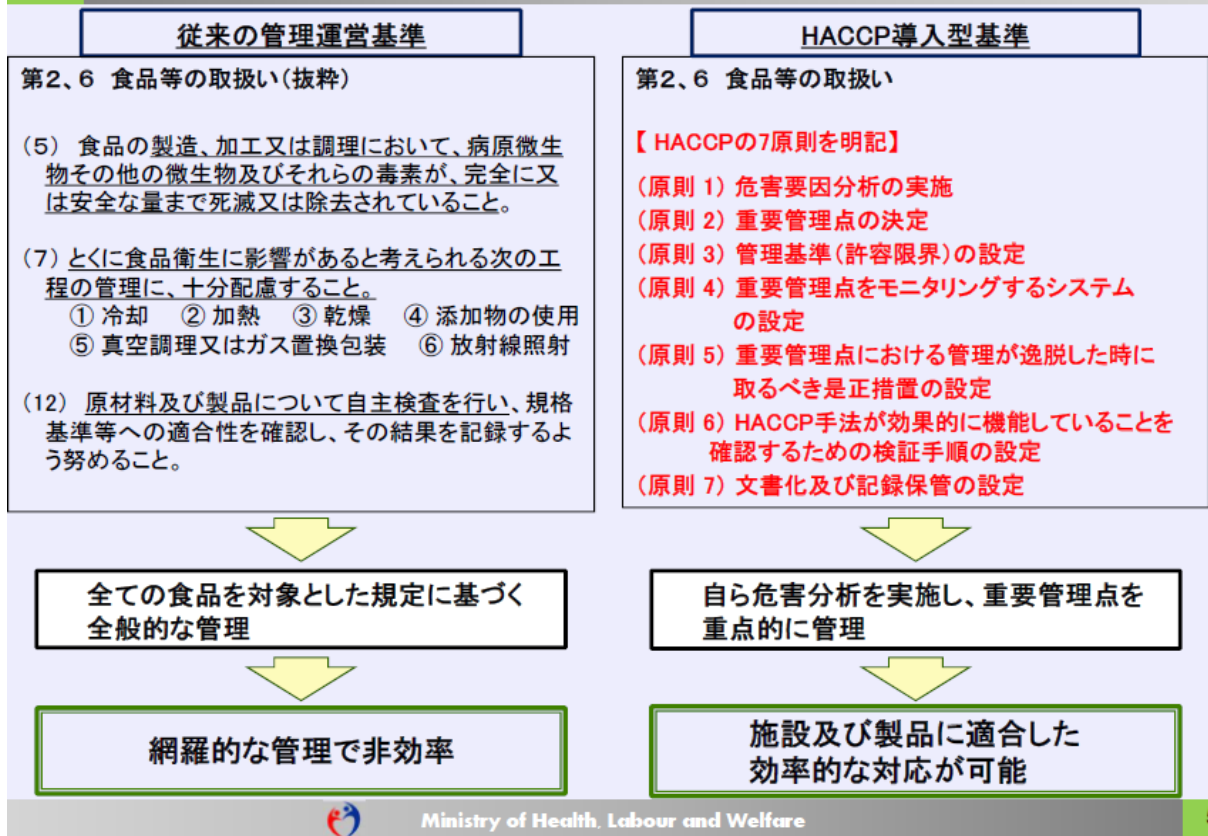 従来の管理運営基準
第2、6 食品等の取扱い(抜粋)
(5) 食品の製造、加工又は調理において、病原微生
物その他の微生物及びそれらの毒素が、完全に又
は安全な量まで死滅又は除去されていること。
(7) とくに食品衛生に影響があると考えられる次の工
程の管理に、十分配慮すること。
① 冷却 ② 加熱 ③ 乾燥 ④ 添加物の使用
⑤ 真空調理又はガス置換包装 ⑥ 放射線照射
(12) 原材料及び製品について自主検査を行い、規格
基準等への適合性を確認し、その結果を記録するよ
う努めること。
全ての食品を対象とした規定に基づく
全般的な管理
網羅的な管理で非効率
HACCP導入型基準
第2、6 食品等の取扱い
【 HACCPの7原則を明記】
(原則 1) 危害要因分析の実施
(原則 2) 重要管理点の決定
(原則 3) 管理基準(許容限界)の設定
(原則 4) 重要管理点をモニタリングするシステム
の設定
(原則 5) 重要管理点における管理が逸脱した時に
取るべき是正措置の設定
(原則 6) HACCP手法が効果的に機能していることを
確認するための検証手順の設定
(原則 7) 文書化及び記録保管の設定
自ら危害分析を実施し、重要管理点を
重点的に管理
施設及び製品に適合した
効率的な対応が可能
Ministry of Health, Labour and Welfare